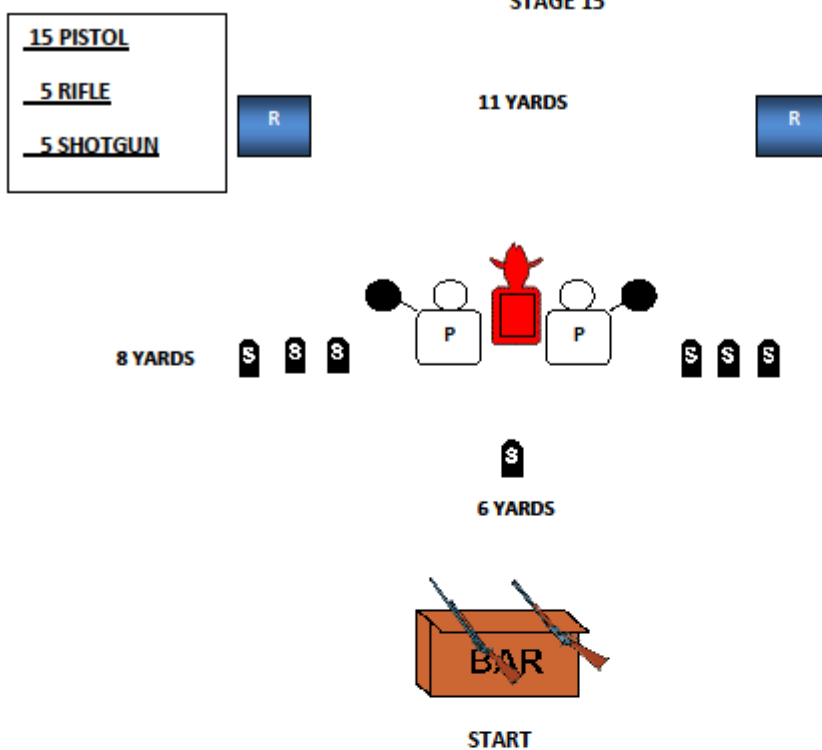 STAGE 15
15 PISTOL
5 RIFLE
5 SHOTGUN
11 YARDS
R
R
P
P
8 YARDS
S S S
S S S
S
6 YARDS
BAR
START